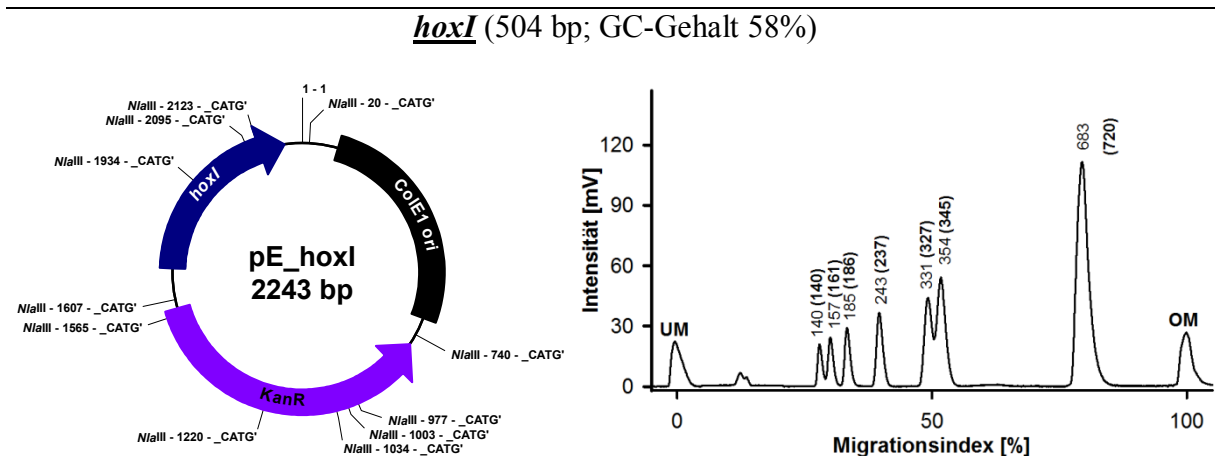 hoxI (504 bp; GC-Gehalt 58%)
1 - 1
NlaIII - 20 - _CATG'
NlaIII - 2123 - _CATG'
NlaIII - 2095 - _CATG'
NlaIII - 1934 - _CATG'
hoxI
ColE1 ori
pE_hoxI
2243 bp
NlaIII - 1607 - _CATG'
NlaIII - 1565 - _CATG'
NlaIII - 740 - _CATG'
KanR
NlaIII - 977 - _CATG'
NlaIII - 1220 - _CATG'
NlaIII - 1003 - _CATG'
NlaIII - 1034 - _CATG'
Intensität [mV]
120
90
60
30
0
UM
140 (140)
157 (161)
185 (186)
243 (237)
331 (327)
354 (345)
683
(720)
OM
0
50
100
Migrationsindex [%]